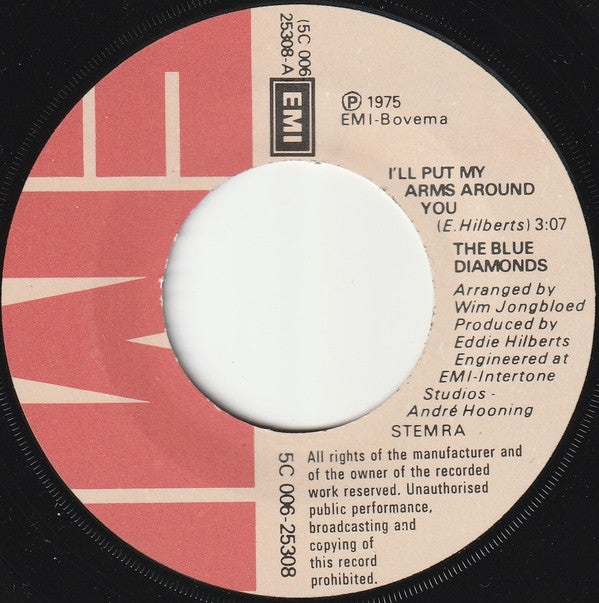 (5C 006
25308-A
EMI
EMI
Ⓟ 1975
EMI-Bovema
I'LL PUT MY
ARMS AROUND
YOU
(E. Hilberts) 3:07
THE BLUE
DIAMONDS
Arranged by
Wim Jongbloed
Produced by
Eddie Hilberts
Engineered at
EMI-Intertone
Studios -
André Hooning
STEMRA
5C 006-25308
All rights of the manufacturer and
of the owner of the recorded
work reserved. Unauthorised
public performance,
broadcasting and
copying of
this record
prohibited.